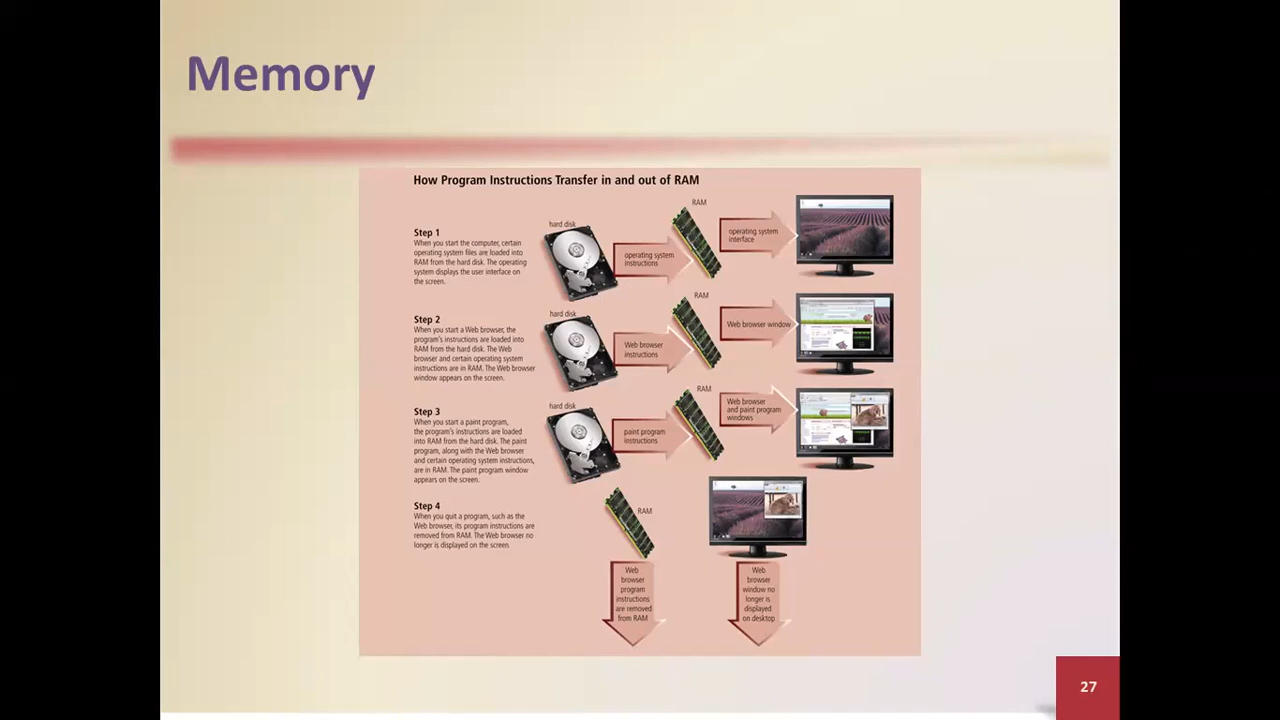 Memory
How Program Instructions Transfer in and out of RAM
Step 1
When you start the computer, certain
operating system files are loaded into
RAM from the hard disk. The operating
system displays the user interface on
the screen.
hard disk
operating system
instructions
RAM
operating system
interface
Step 2
When you start a Web browser, the
program's instructions are loaded into
RAM from the hard disk. The Web
browser and certain operating system
instructions are in RAM. The Web browser
window appears on the screen.
hard disk
Web browser
instructions
RAM
Web browser window
Step 3
When you start a paint program,
the program's instructions are loaded
into RAM from the hard disk. The paint
program, along with the Web browser
and certain operating system instructions,
are in RAM. The paint program window
appears on the screen.
hard disk
paint program
instructions
RAM
Web browser
and paint program
windows
Step 4
When you quit a program, such as the
Web browser, its program instructions are
removed from RAM. The Web browser no
longer is displayed on the screen.
RAM
Web
browser
program
instructions
are removed
from RAM
Web
browser
window no
longer is
displayed
on desktop
27